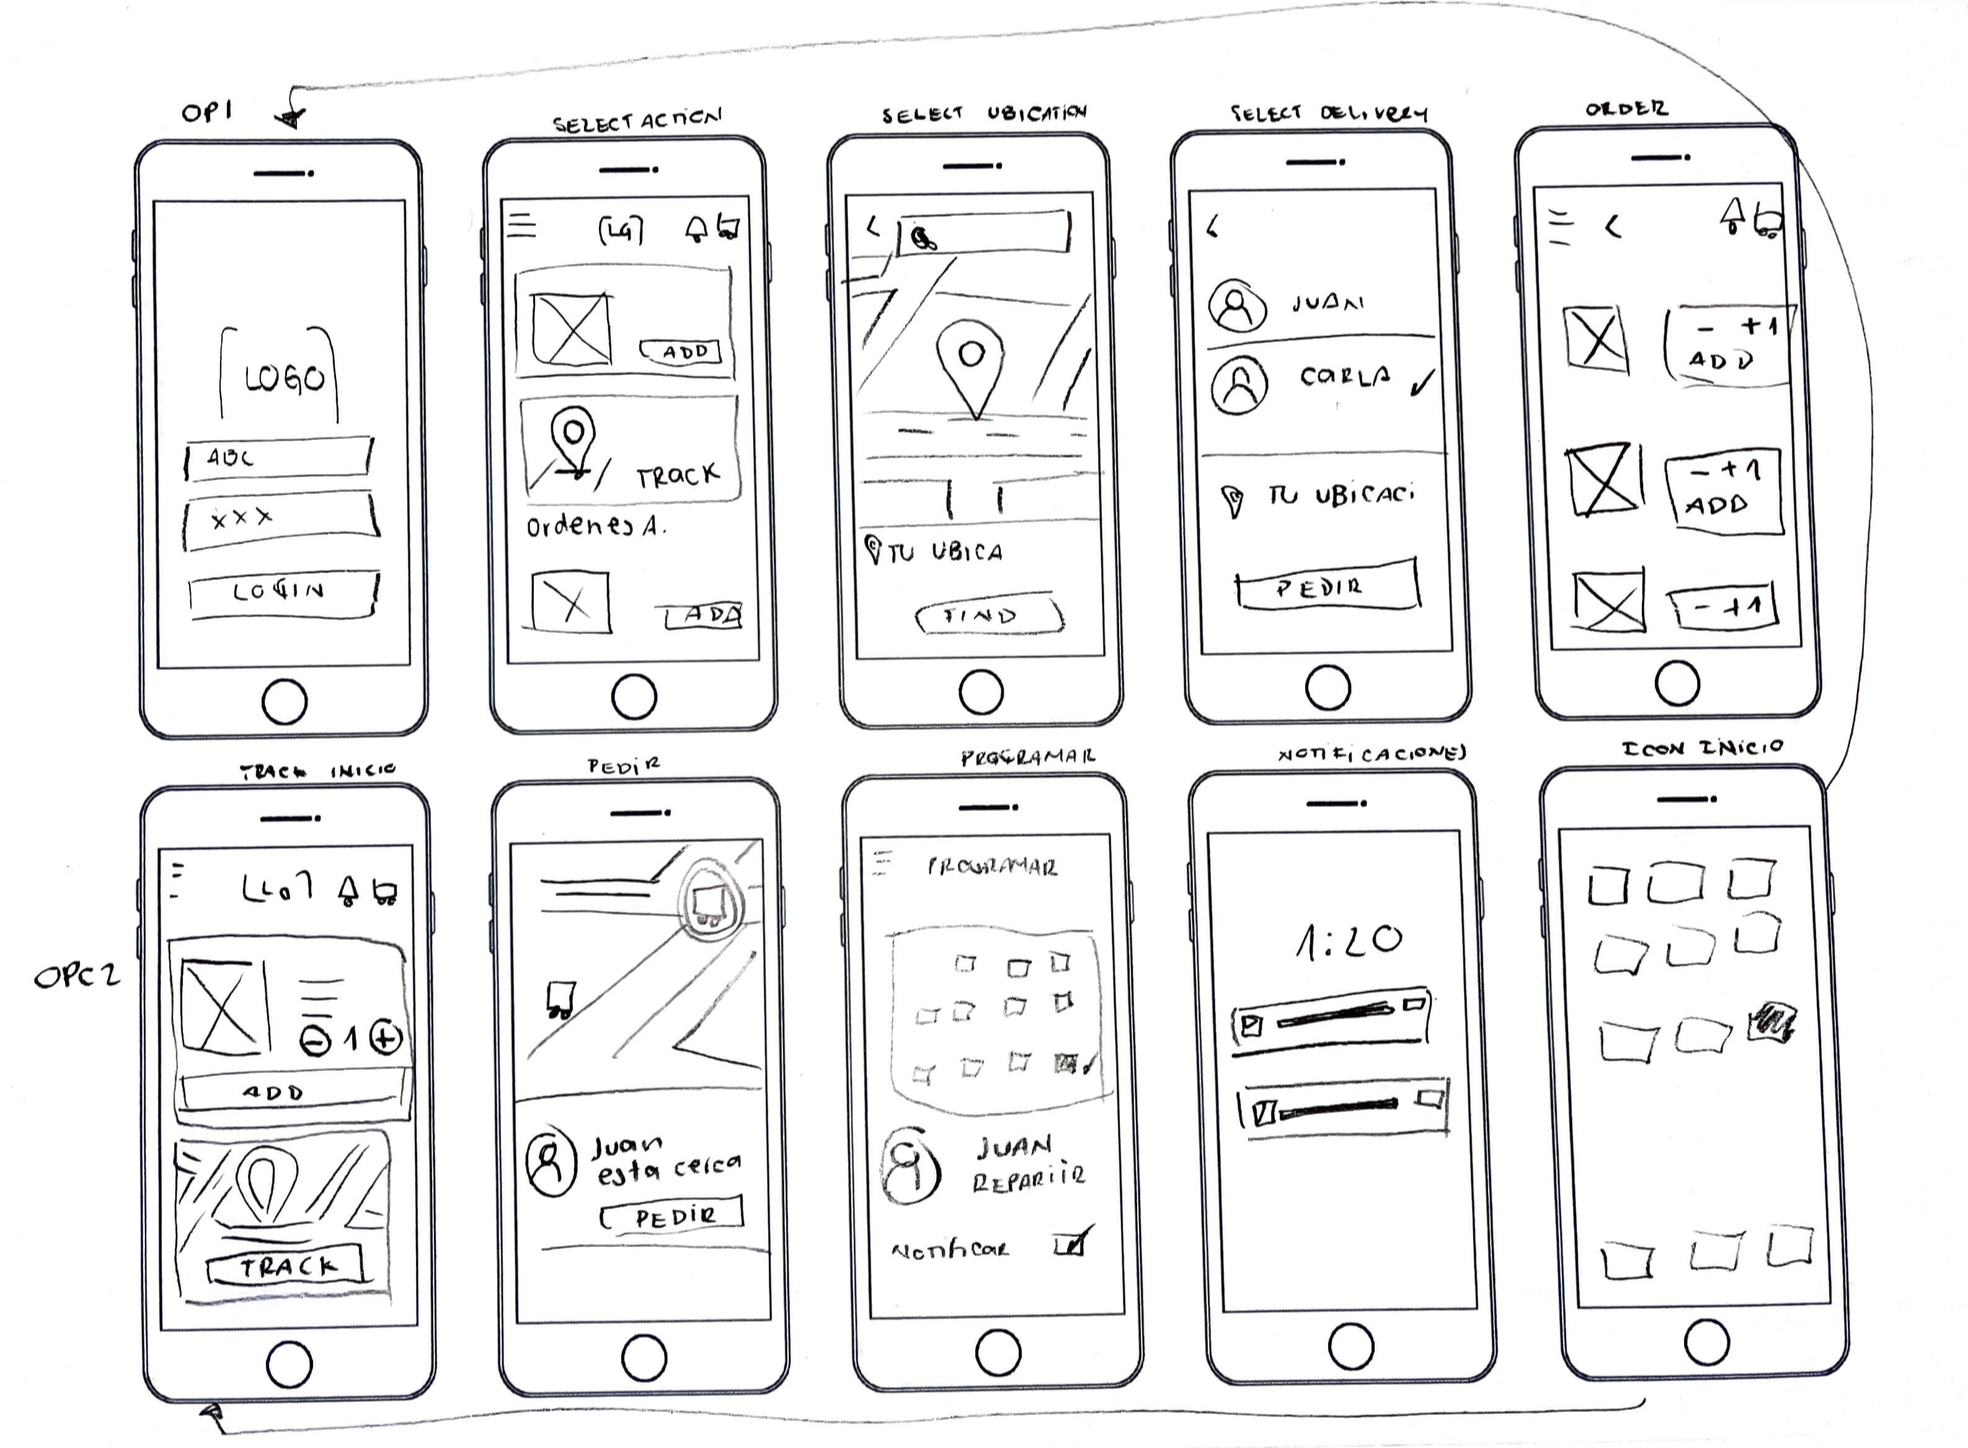 OP1
SELECT ACTION
SELECT UBICATION
SELECT DELIVERY
ORDER
[LOGO]
ABC
XXX
LOGIN
[LG]
ADD
TRACK
Ordenes A.
ADD
TU UBICA
FIND
JUAN
CARLA ✓
TU UBICACI
PEDIR
- +1
ADD
- +1
ADD
- +1
TRACK INICIO
PEDIR
PROGRAMAR
NOTIFICACIONES
ICON INICIO
OPC2
[LO]
- 1 +
ADD
TRACK
Juan
esta cerca
PEDIR
PROGRAMAR
JUAN
Notificar
1:20